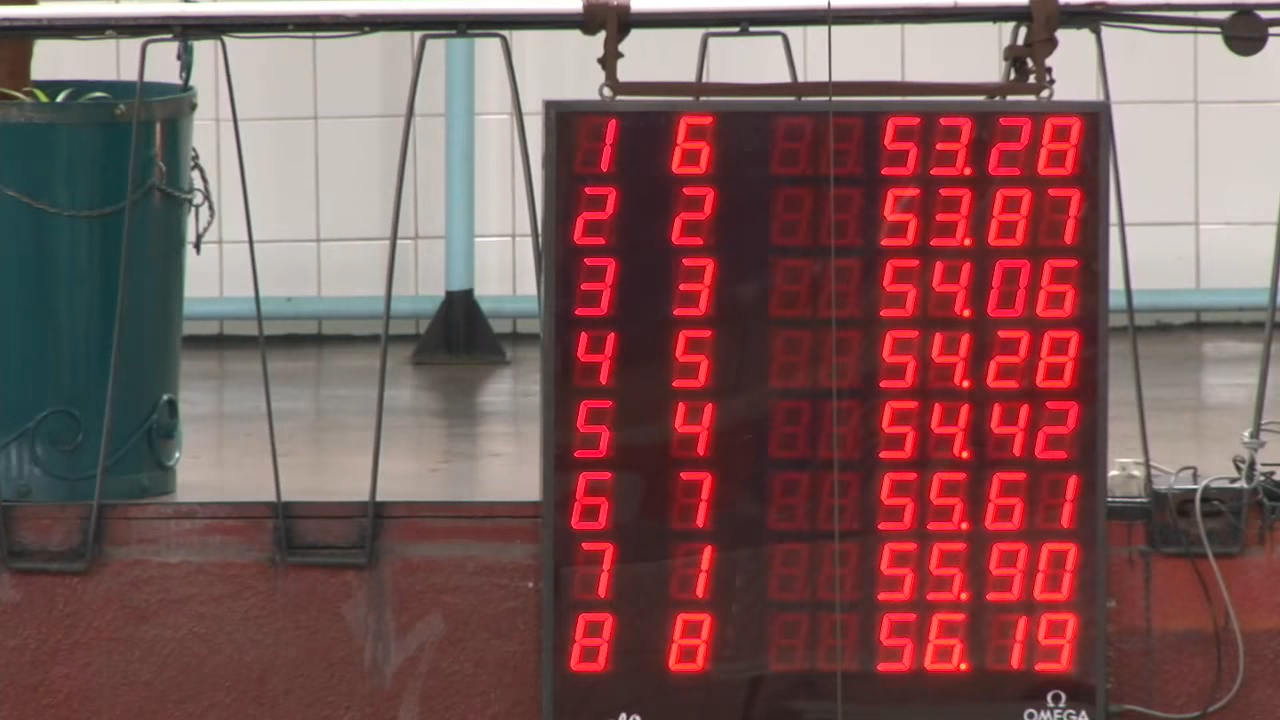 1 6 53.28
2 2 53.87
3 3 54.06
4 5 54.28
5 4 54.42
6 7 55.61
7 1 55.90
8 8 56.19
Ω
OMEGA